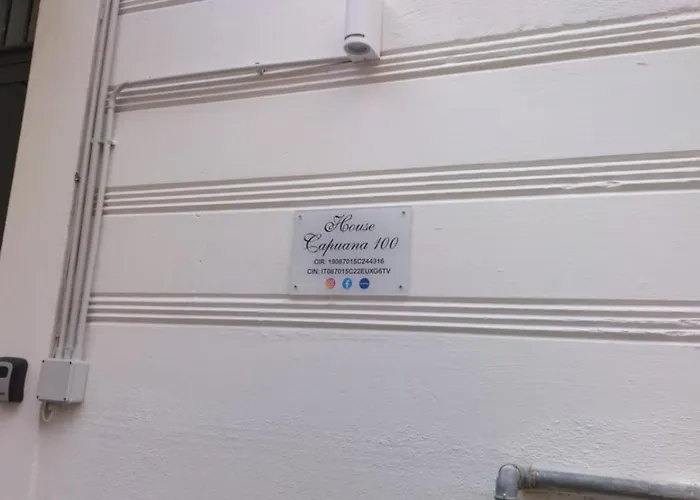 House
Capuana 100
CIR: 19087015C244316
CIN: IT087015C22EUXG6TV